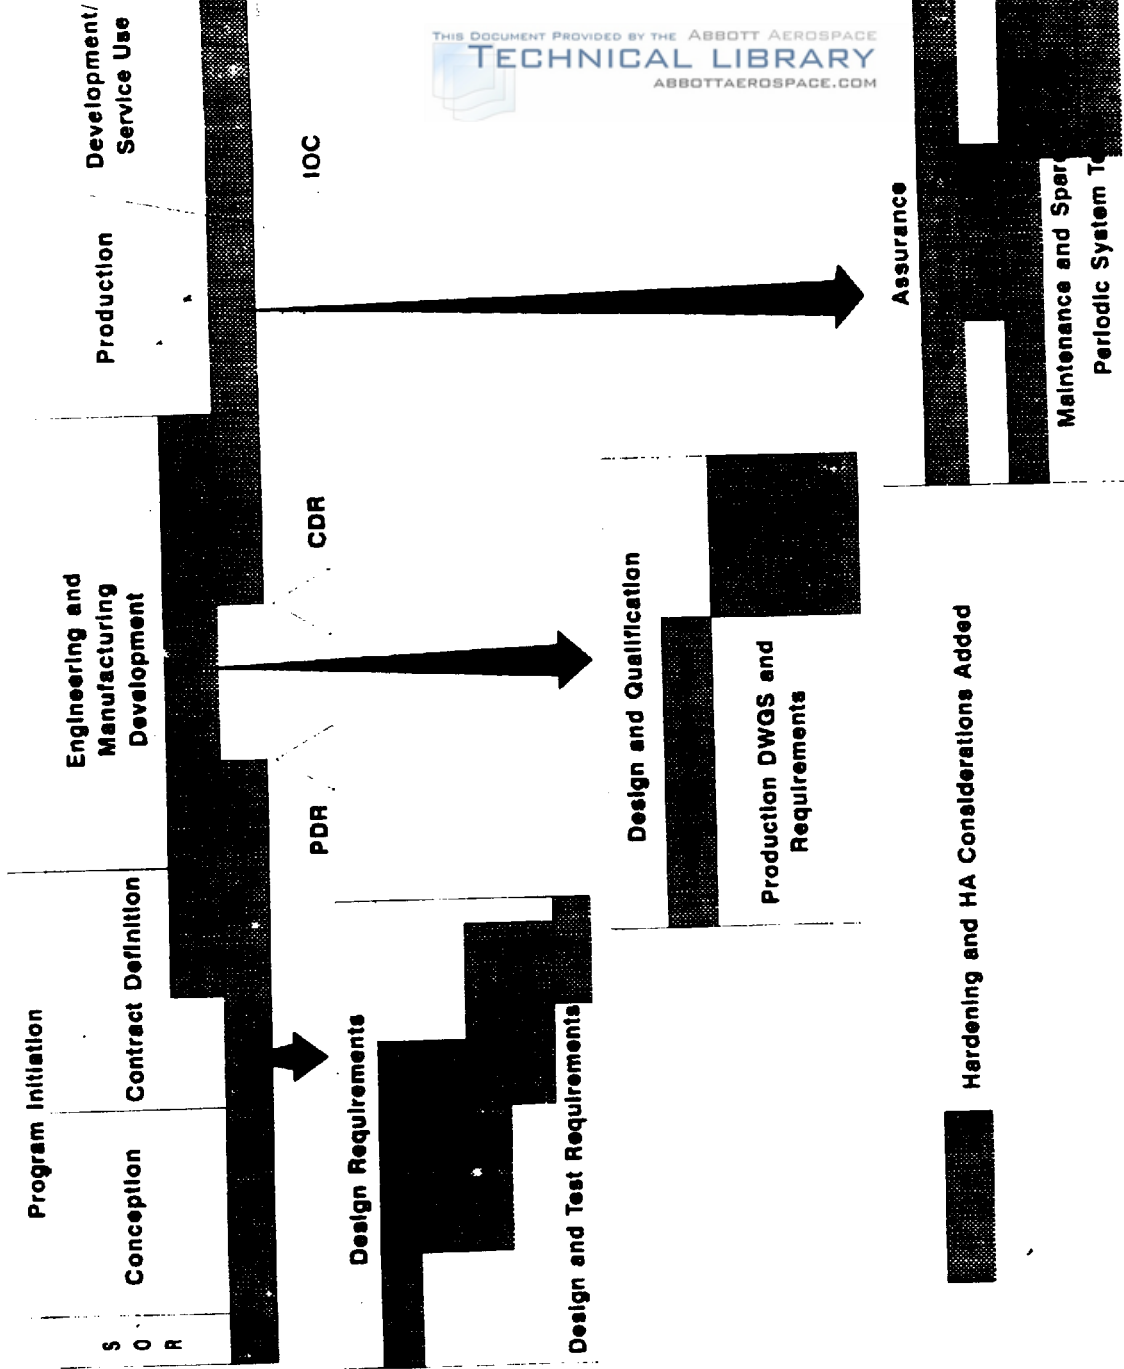 THIS DOCUMENT PROVIDED BY THE ABBOTT AEROSPACE
TECHNICAL LIBRARY
ABBOTTAEROSPACE.COM
Program Initiation
Engineering and
Manufacturing
Development
S
O
R
Conception
Contract Definition
Production
Development/
Service Use
PDR
CDR
IOC
Design Requirements
Design and Test Requirements
Design and Qualification
Production DWGS and
Requirements
Assurance
Maintenance and
Periodic System
Hardening and HA Considerations Added